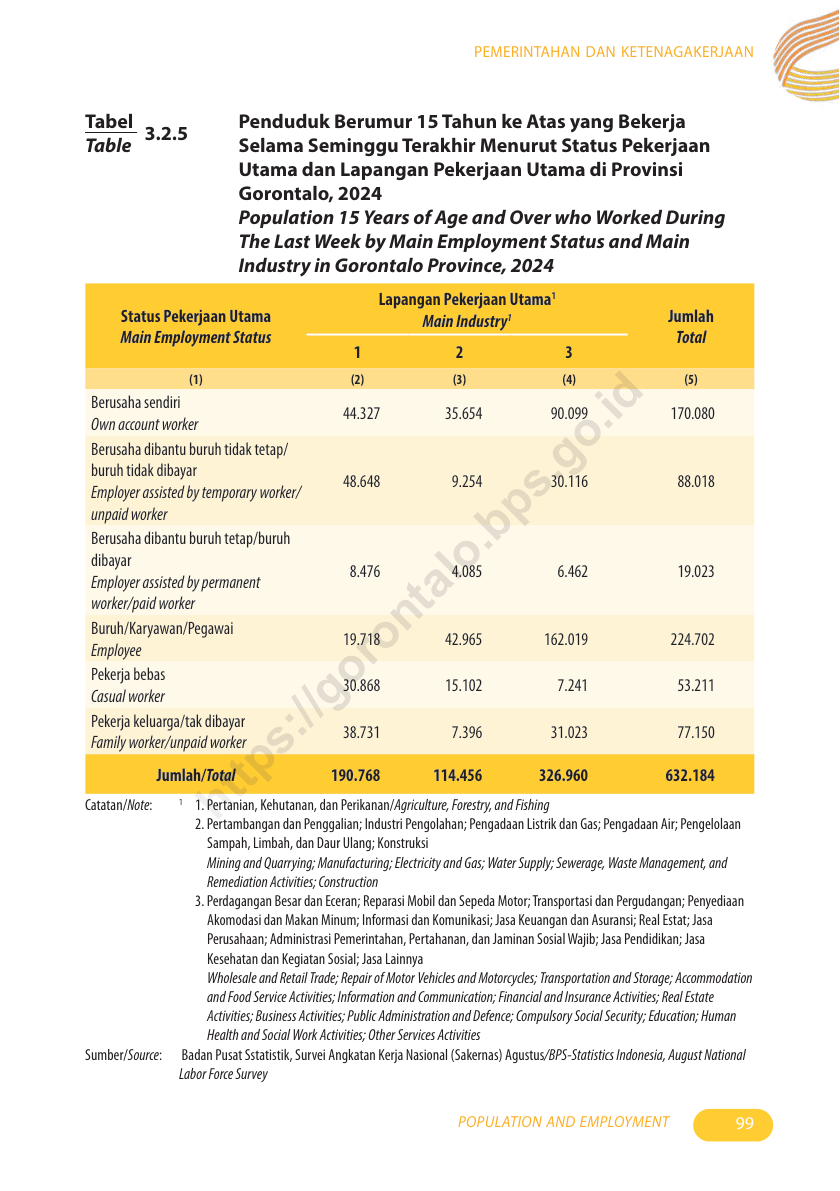 PEMERINTAHAN DAN KETENAGAKERJAAN
Tabel
Table
3.2.5
Penduduk Berumur 15 Tahun ke Atas yang Bekerja
Selama Seminggu Terakhir Menurut Status Pekerjaan
Utama dan Lapangan Pekerjaan Utama di Provinsi
Gorontalo, 2024
Population 15 Years of Age and Over who Worked During
The Last Week by Main Employment Status and Main
Industry in Gorontalo Province, 2024
Status Pekerjaan Utama
Main Employment Status
Lapangan Pekerjaan Utama¹
Main Industry¹
Jumlah
Total
1 2 3
(1) (2) (3) (4) (5)
Berusaha sendiri
Own account worker
44.327 35.654 90.099 170.080
Berusaha dibantu buruh tidak tetap/
buruh tidak dibayar
Employer assisted by temporary worker/
unpaid worker
48.648 9.254 30.116 88.018
Berusaha dibantu buruh tetap/buruh
dibayar
Employer assisted by permanent
worker/paid worker
8.476 4.085 6.462 19.023
Buruh/Karyawan/Pegawai
Employee
19.718 42.965 162.019 224.702
Pekerja bebas
Casual worker
30.868 15.102 7.241 53.211
Pekerja keluarga/tak dibayar
Family worker/unpaid worker
38.731 7.396 31.023 77.150
Jumlah/Total 190.768 114.456 326.960 632.184
https://gorontalo.bps.go.id
Catatan/Note: ¹ 1. Pertanian, Kehutanan, dan Perikanan/Agriculture, Forestry, and Fishing
2. Pertambangan dan Penggalian; Industri Pengolahan; Pengadaan Listrik dan Gas; Pengadaan Air; Pengelolaan
Sampah, Limbah, dan Daur Ulang; Konstruksi
Mining and Quarrying; Manufacturing; Electricity and Gas; Water Supply; Sewerage, Waste Management, and
Remediation Activities; Construction
3. Perdagangan Besar dan Eceran; Reparasi Mobil dan Sepeda Motor; Transportasi dan Pergudangan; Penyediaan
Akomodasi dan Makan Minum; Informasi dan Komunikasi; Jasa Keuangan dan Asuransi; Real Estat; Jasa
Perusahaan; Administrasi Pemerintahan, Pertahanan, dan Jaminan Sosial Wajib; Jasa Pendidikan; Jasa
Kesehatan dan Kegiatan Sosial; Jasa Lainnya
Wholesale and Retail Trade; Repair of Motor Vehicles and Motorcycles; Transportation and Storage; Accommodation
and Food Service Activities; Information and Communication; Financial and Insurance Activities; Real Estate
Activities; Business Activities; Public Administration and Defence; Compulsory Social Security; Education; Human
Health and Social Work Activities; Other Services Activities
Sumber/Source: Badan Pusat Sstatistik, Survei Angkatan Kerja Nasional (Sakernas) Agustus/BPS-Statistics Indonesia, August National
Labor Force Survey
POPULATION AND EMPLOYMENT 99